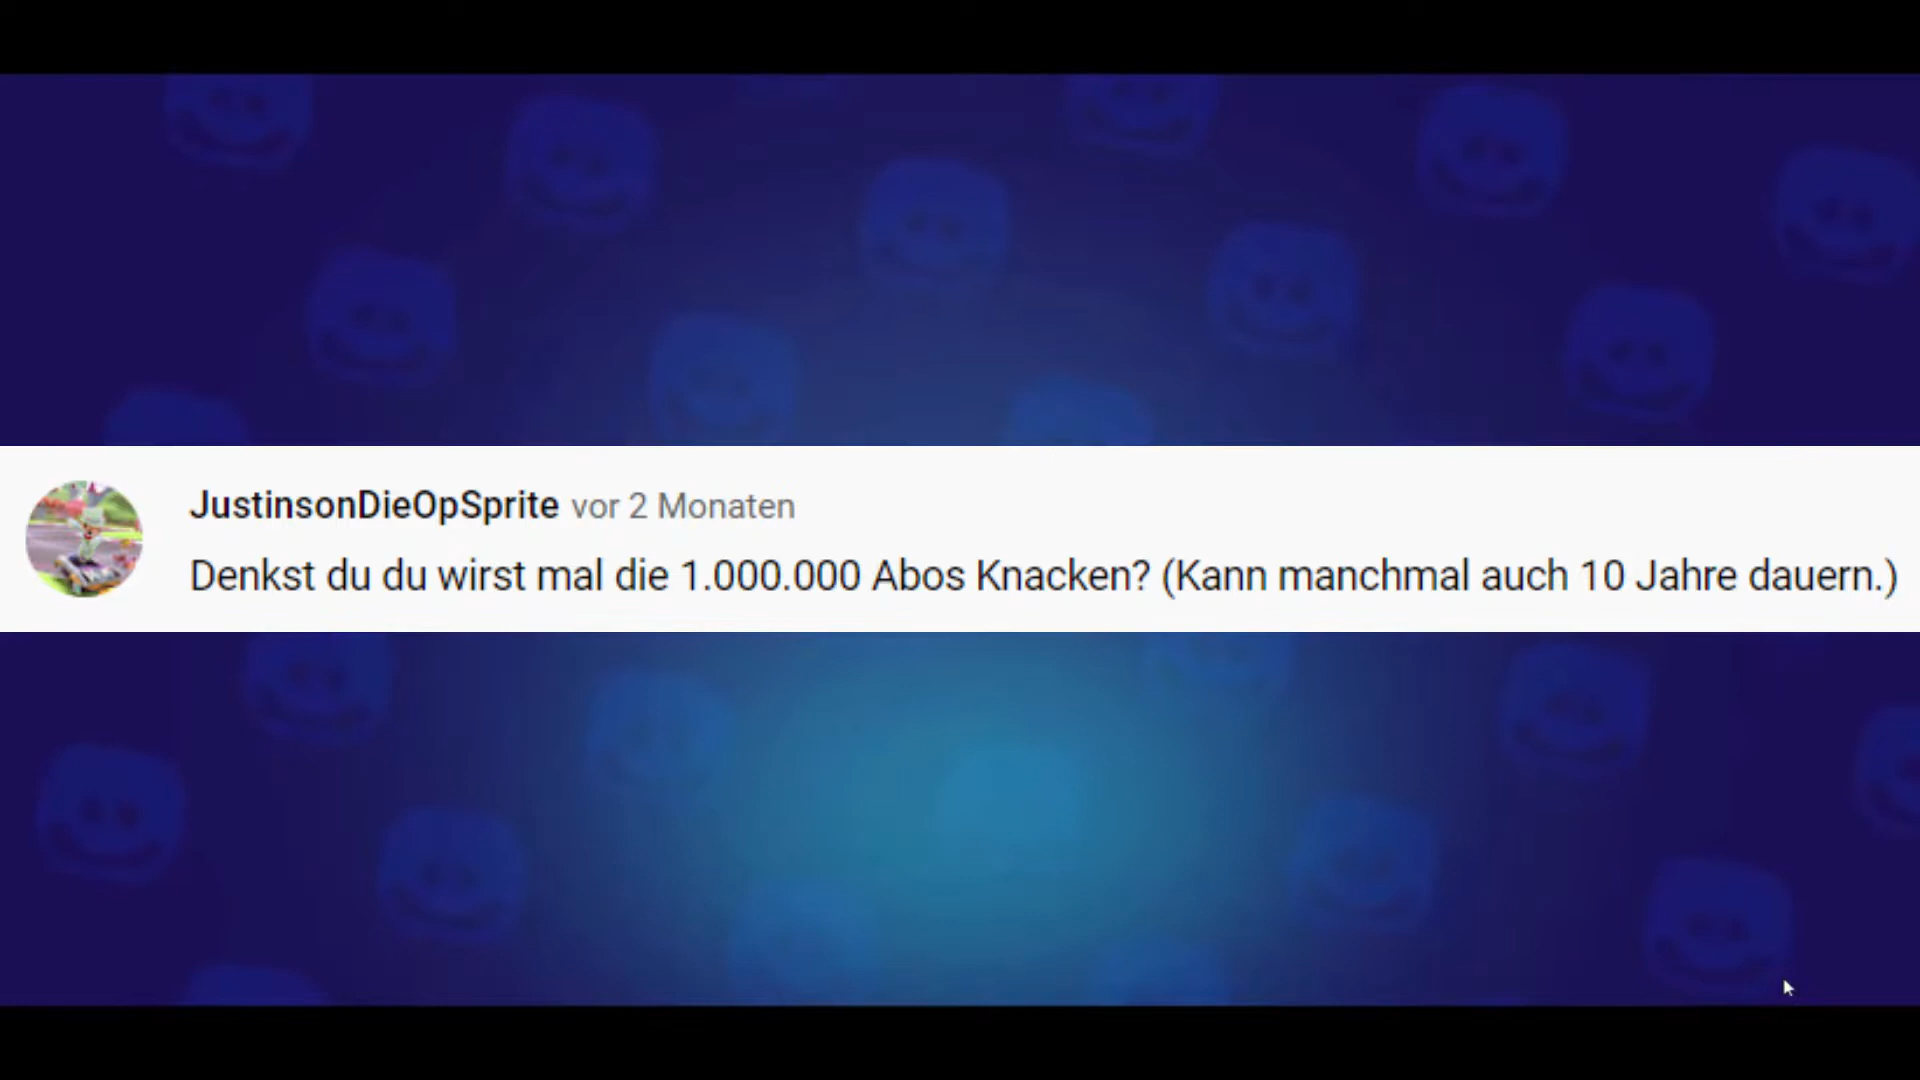 JustinsonDieOpSprite vor 2 Monaten
Denkst du du wirst mal die 1.000.000 Abos Knacken? (Kann manchmal auch 10 Jahre dauern.)